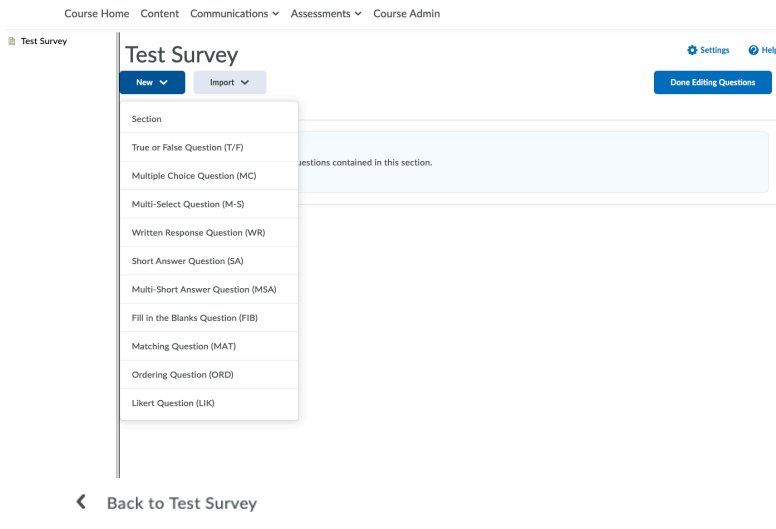 Course Home Content Communications Assessments Course Admin
Test Survey
Test Survey
Settings Help
New Import Done Editing Questions
Section
True or False Question (T/F)
estions contained in this section.
Multiple Choice Question (MC)
Multi-Select Question (M-S)
Written Response Question (WR)
Short Answer Question (SA)
Multi-Short Answer Question (MSA)
Fill in the Blanks Question (FIB)
Matching Question (MAT)
Ordering Question (ORD)
Likert Question (LIK)
Back to Test Survey